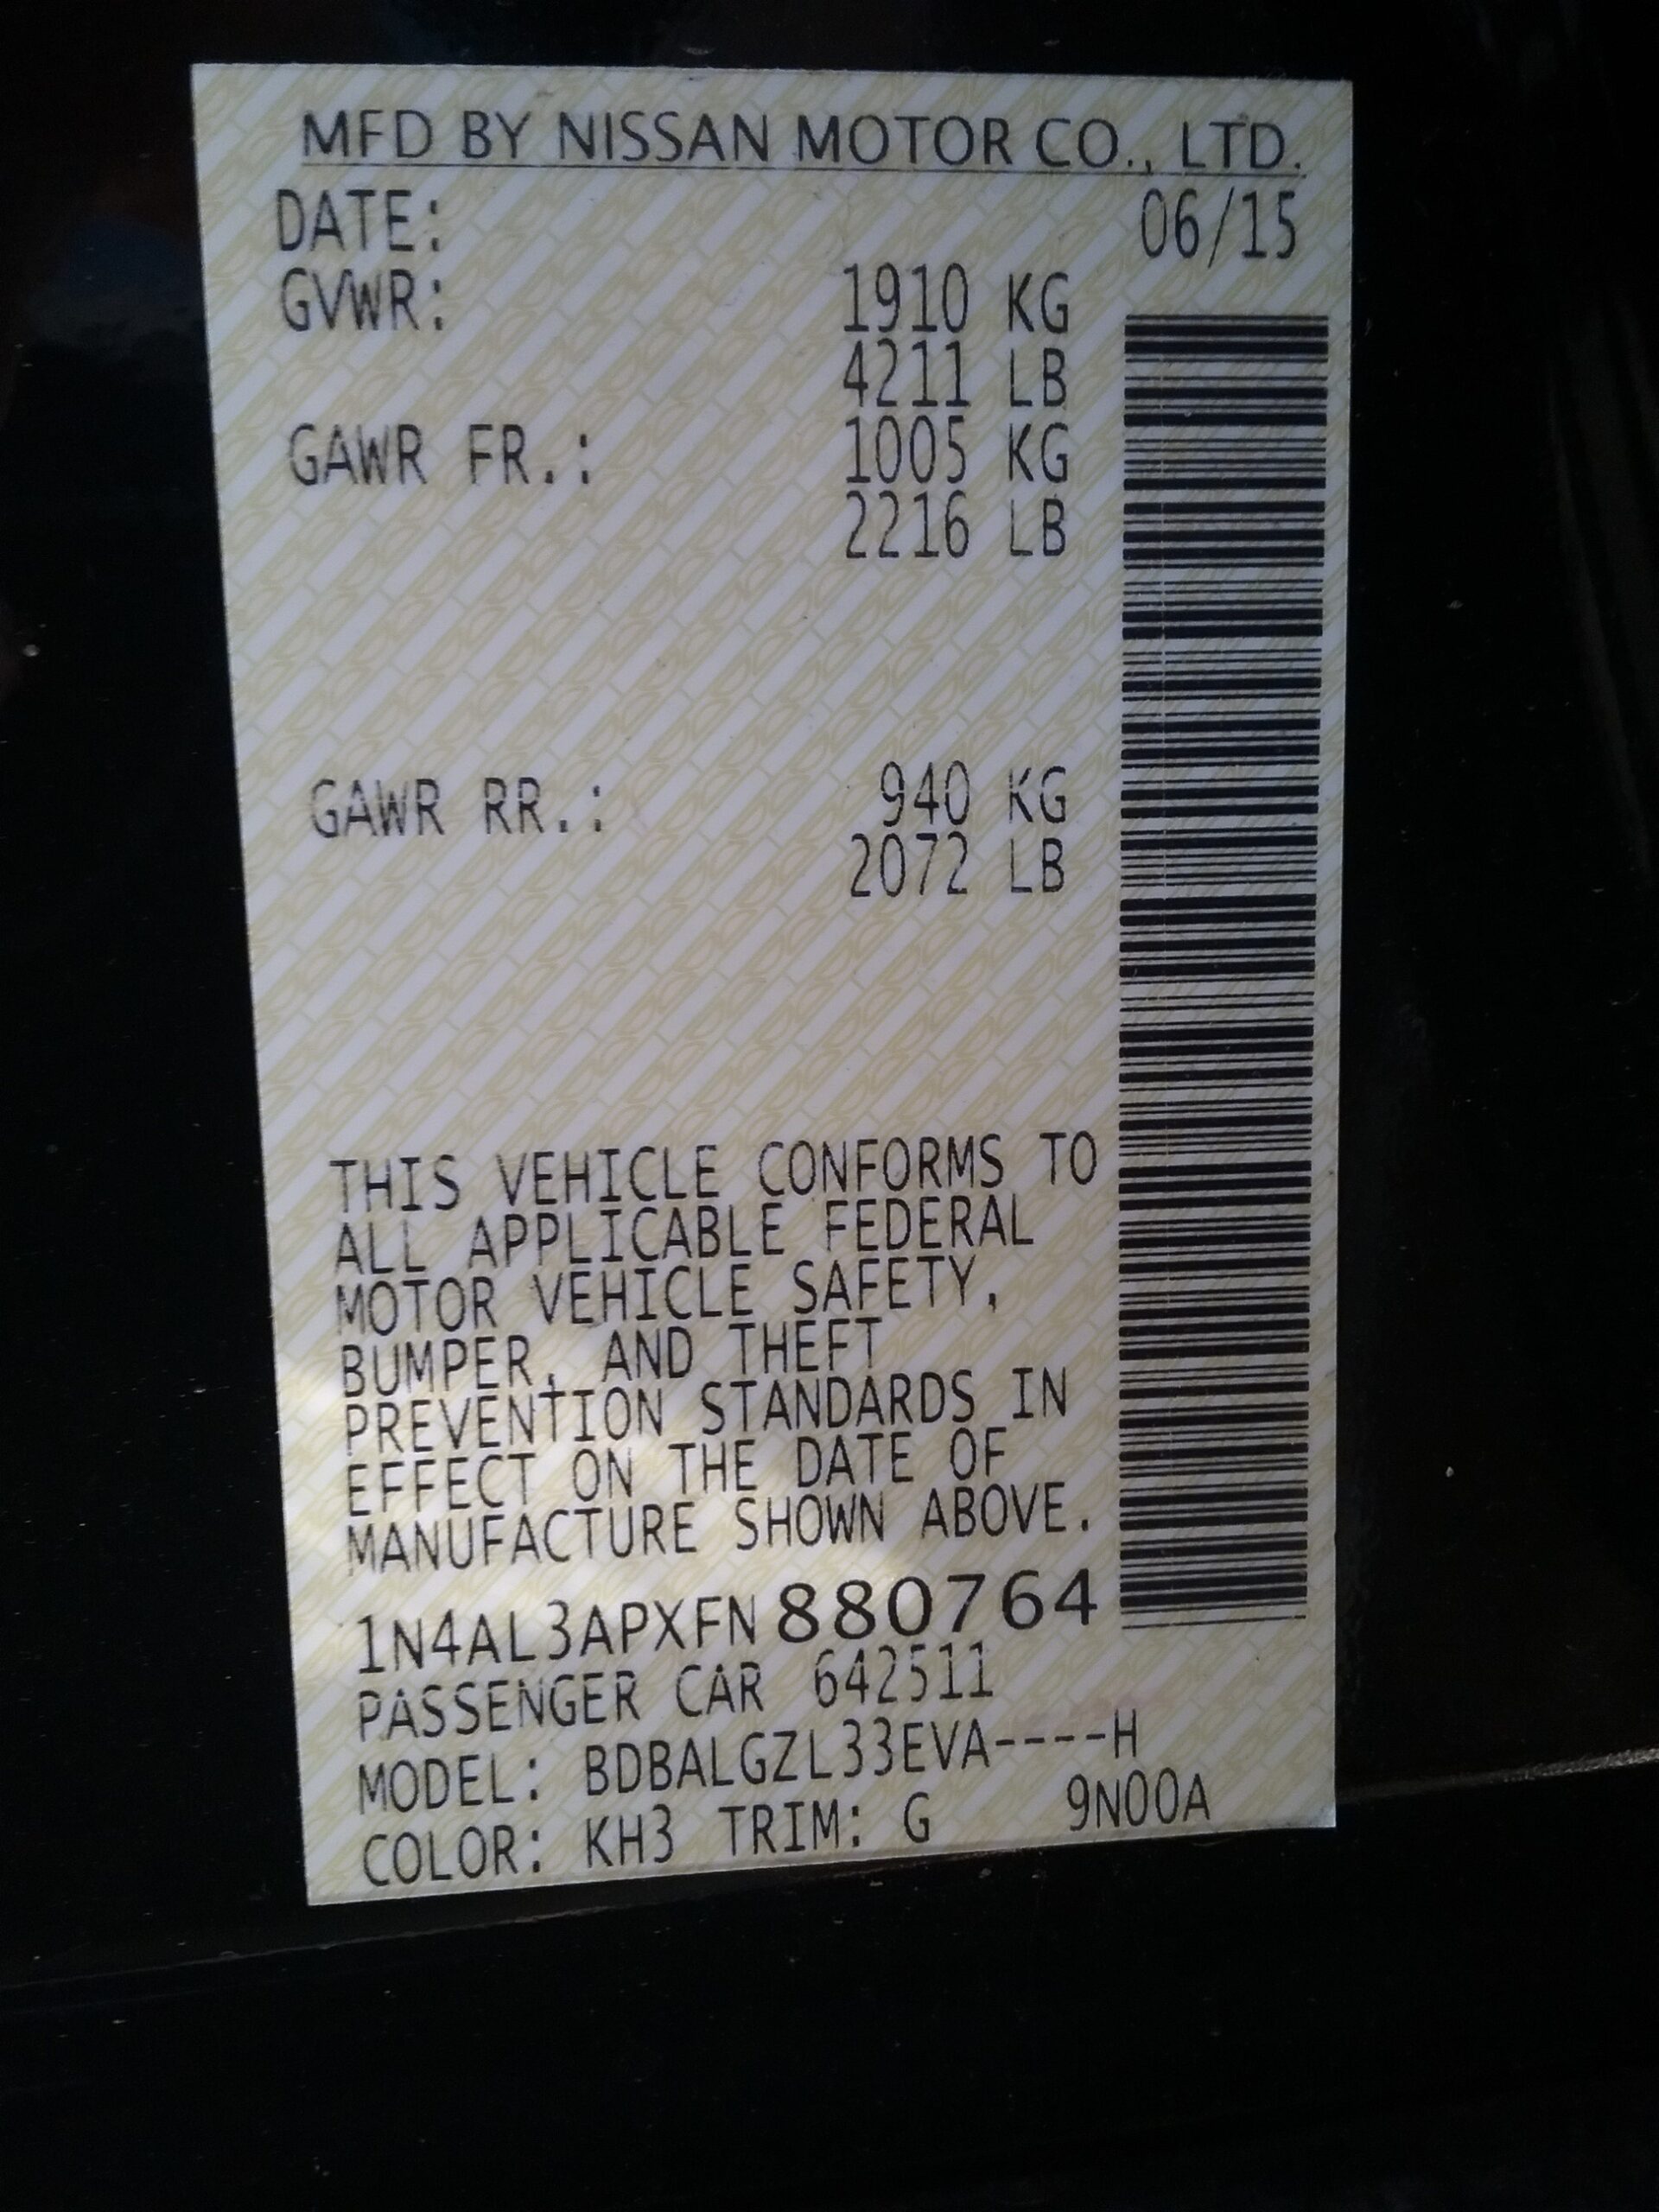 MFD BY NISSAN MOTOR CO., LTD.
DATE: 06/15
GVWR: 1910 KG
4211 LB
GAWR FR.: 1005 KG
2216 LB
GAWR RR.: 940 KG
2072 LB
THIS VEHICLE CONFORMS TO
ALL APPLICABLE FEDERAL
MOTOR VEHICLE SAFETY,
BUMPER, AND THEFT
PREVENTION STANDARDS IN
EFFECT ON THE DATE OF
MANUFACTURE SHOWN ABOVE.
1N4AL3APXFN880764
PASSENGER CAR 642511
MODEL: BDBALGZL33EVA----H
COLOR: KH3 TRIM: G 9N00A